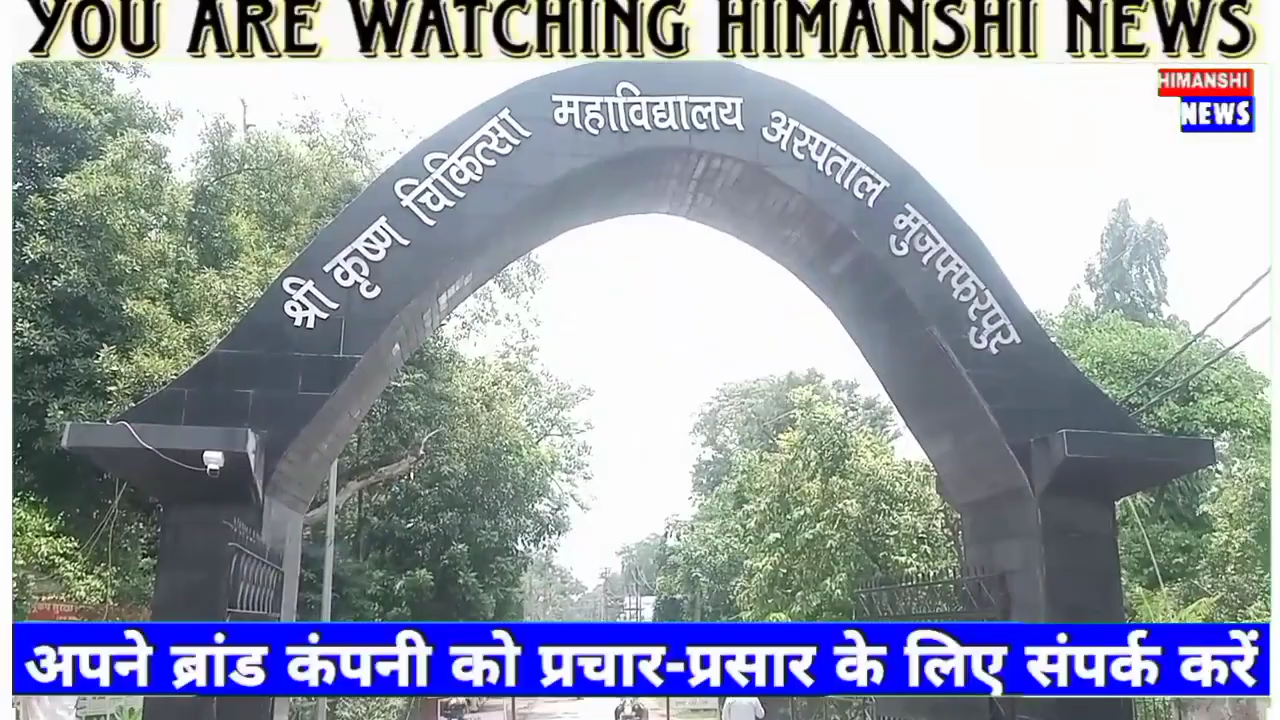 YOU ARE WATCHING HIMANSHI NEWS
HIMANSHI
NEWS
श्री कृष्ण चिकित्सा महाविद्यालय अस्पताल मुजफ्फरपुर
अपने ब्रांड कंपनी को प्रचार-प्रसार के लिए संपर्क करें